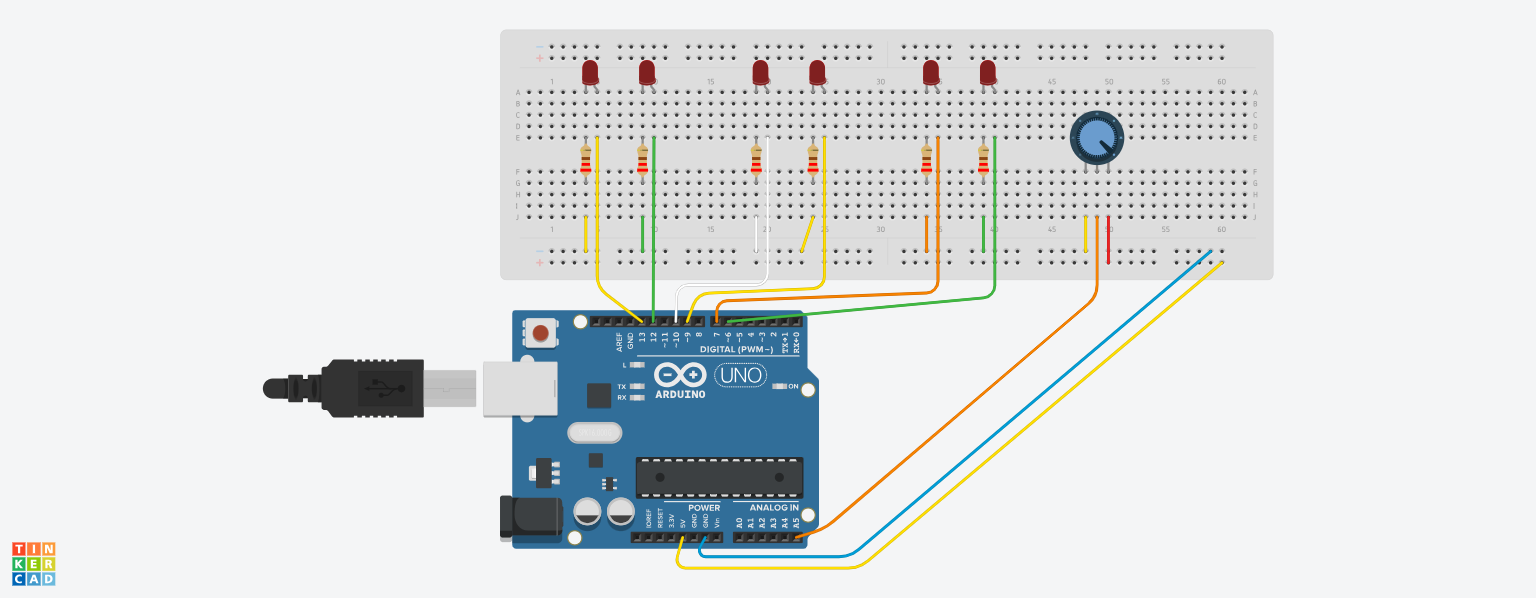 1 15 30 45 50 55 60
A A
B B
C C
D D
E E
F F
G G
H H
I I
J J
1 15 30 45 55 60
AREF
GND
13
12
~11
~10
~9
8
7
~6
~5
4
~3
2
TX→1
RX←0
DIGITAL (PWM~)
L
TX
RX
UNO
ON
ARDUINO
POWER
ANALOG IN
IOREF
RESET
3.3V
5V
GND
GND
Vin
A0
A1
A2
A3
A4
A5
TIN
KER
CAD